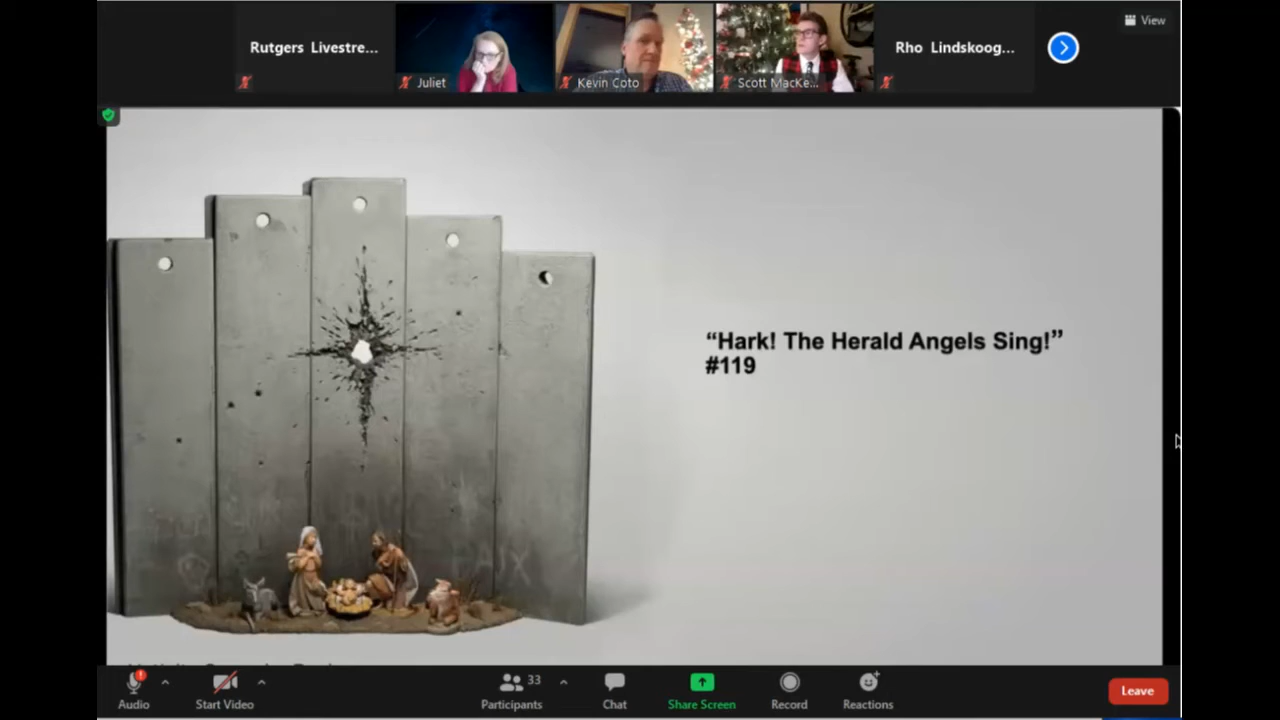 Rutgers Livestre...
Juliet
Kevin Coto
Scott MacKe...
Rho Lindskoog...
View
“Hark! The Herald Angels Sing!”
#119
PAIX
Audio
Start Video
33
Participants
Chat
Share Screen
Record
Reactions
Leave